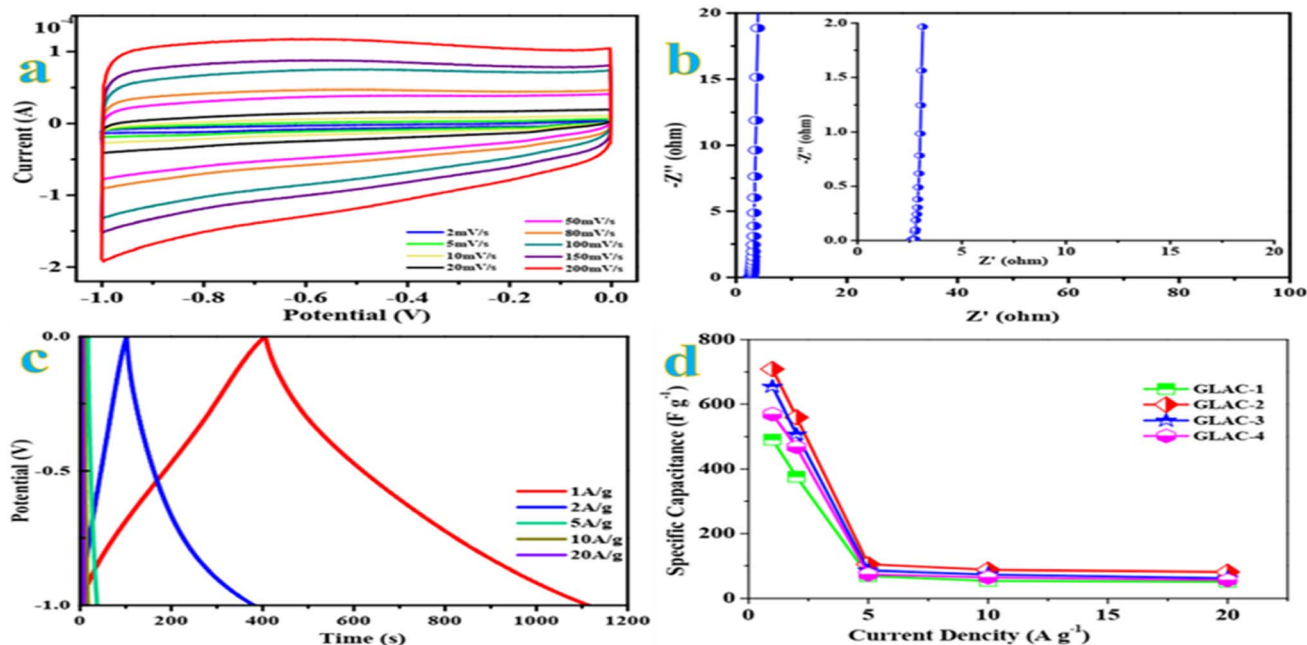 a
10⁻⁴
1
0
-1
-2
Current (A)
-1.0 -0.8 -0.6 -0.4 -0.2 0.0
Potential (V)
2mV/s
5mV/s
10mV/s
20mV/s
50mV/s
80mV/s
100mV/s
150mV/s
200mV/s
b
20
15
10
5
0
-Z'' (ohm)
0 20 40 60 80 100
Z' (ohm)
2.0
1.5
1.0
0.5
0.0
-Z'' (ohm)
5 10 15 20
Z' (ohm)
c
0.0
-0.5
-1.0
Potential (V)
0 200 400 600 800 1000 1200
Time (s)
1A/g
2A/g
5A/g
10A/g
20A/g
d
800
600
400
200
0
Specific Capacitance (F g⁻¹)
0 5 10 15 20
Current Dencity (A g⁻¹)
GLAC-1
GLAC-2
GLAC-3
GLAC-4